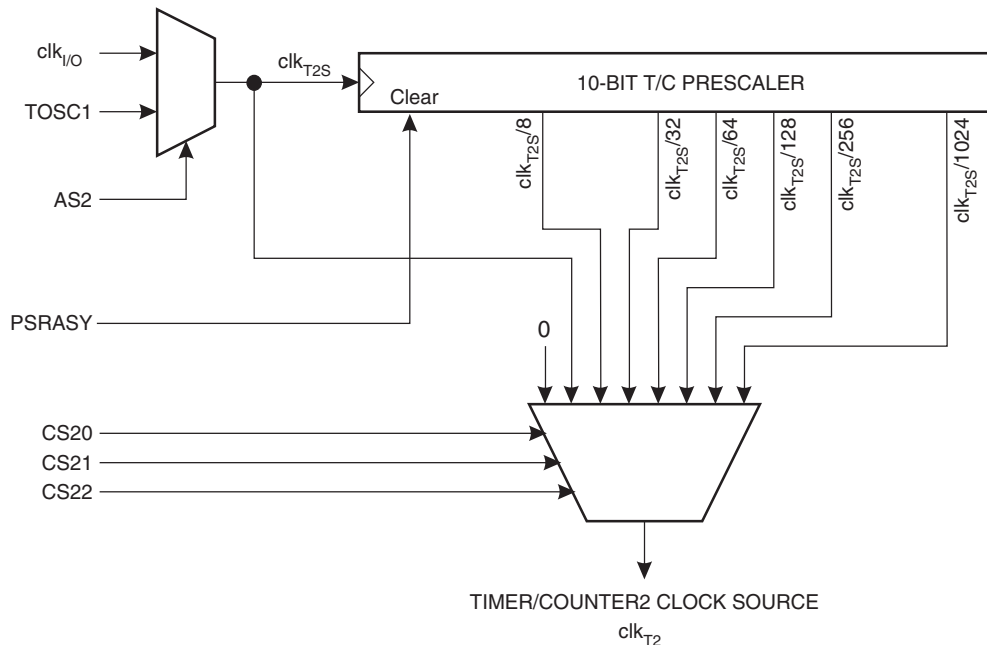 clkI/O
TOSC1
AS2
PSRASY
clkT2S
10-BIT T/C PRESCALER
Clear
clkT2S/8
clkT2S/32
clkT2S/64
clkT2S/128
clkT2S/256
clkT2S/1024
0
CS20
CS21
CS22
TIMER/COUNTER2 CLOCK SOURCE
clkT2